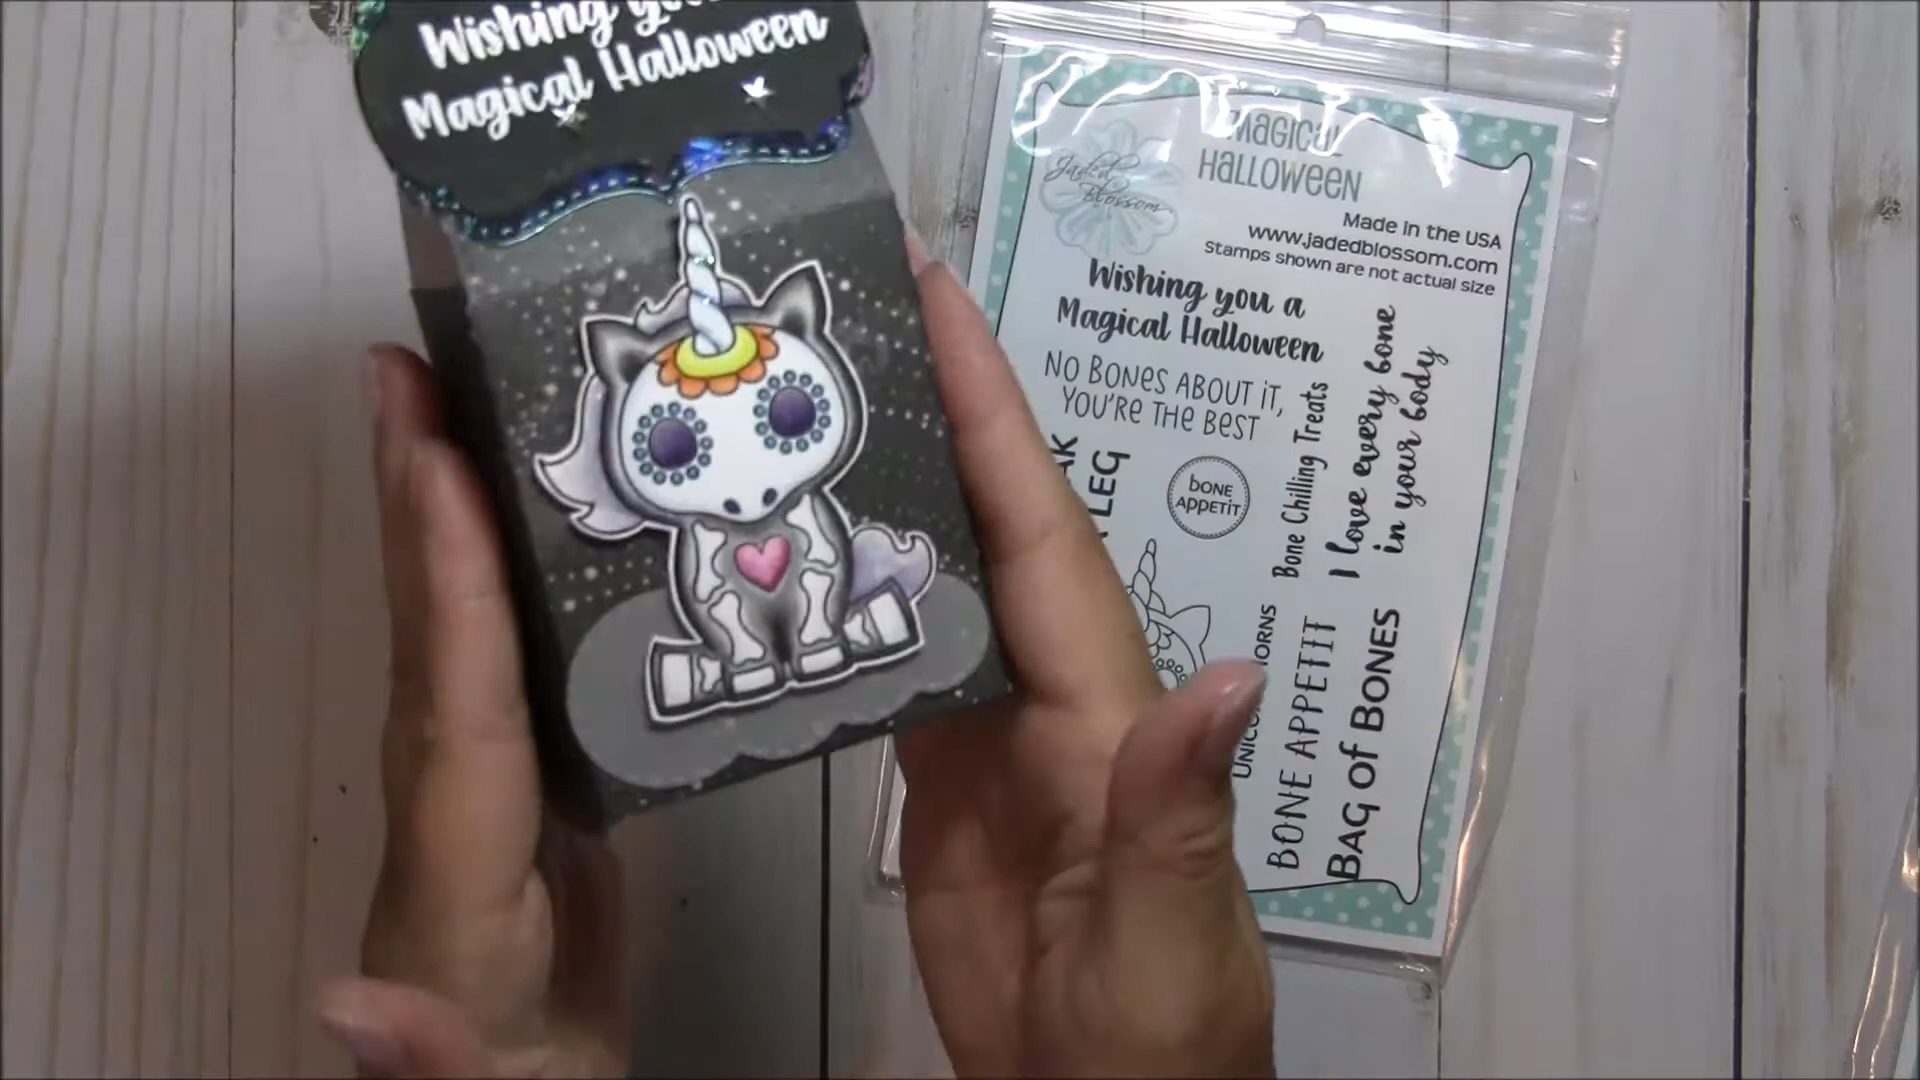 Wishing you
Magical Halloween
Magical
Halloween
Jaded
Blossom
Made in the USA
www.jadedblossom.com
Stamps shown are not actual size
Wishing you a
Magical Halloween
No Bones About it,
You're the Best
LEG
BONE
APPETIT
Bone Chilling Treats
I love every bone
in your body
BONE APPETIT
BAG of BONES